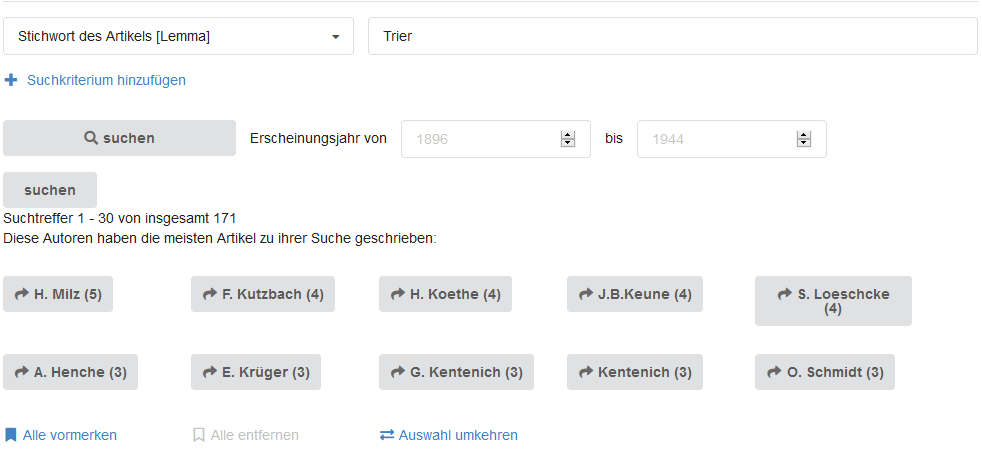 Stichwort des Artikels [Lemma] Trier
Suchkriterium hinzufügen
suchen Erscheinungsjahr von 1896 bis 1944
suchen
Suchtreffer 1 - 30 von insgesamt 171
Diese Autoren haben die meisten Artikel zu ihrer Suche geschrieben:
H. Milz (5) F. Kutzbach (4) H. Koethe (4) J.B.Keune (4) S. Loeschcke
(4)
A. Henche (3) E. Krüger (3) G. Kentenich (3) Kentenich (3) O. Schmidt (3)
Alle vormerken Alle entfernen Auswahl umkehren